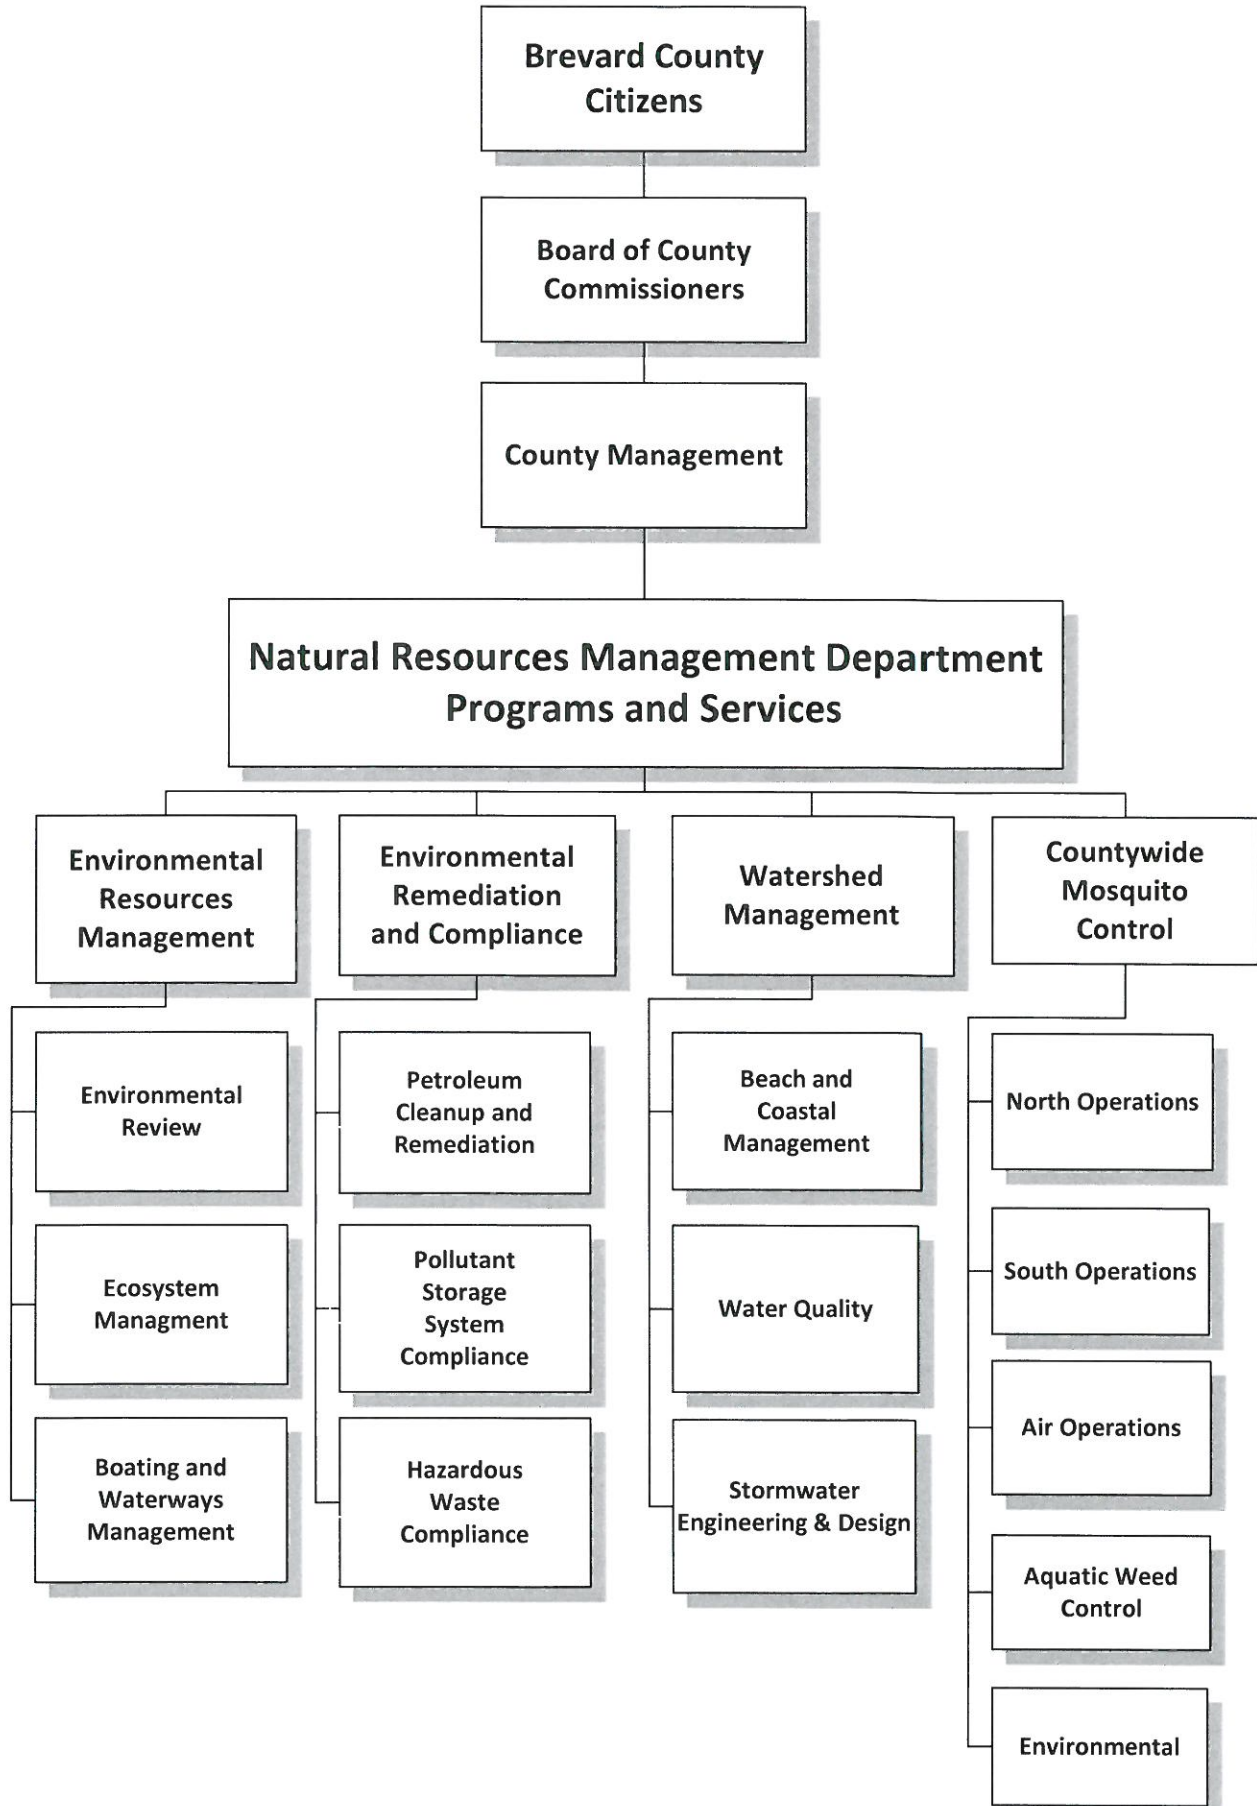 Brevard County
Citizens
Board of County
Commissioners
County Management
Natural Resources Management Department
Programs and Services
Environmental
Resources
Management
Environmental
Remediation
and Compliance
Watershed
Management
Countywide
Mosquito
Control
Environmental
Review
Ecosystem
Managment
Boating and
Waterways
Management
Petroleum
Cleanup and
Remediation
Pollutant
Storage
System
Compliance
Hazardous
Waste
Compliance
Beach and
Coastal
Management
Water Quality
Stormwater
Engineering & Design
North Operations
South Operations
Air Operations
Aquatic Weed
Control
Environmental